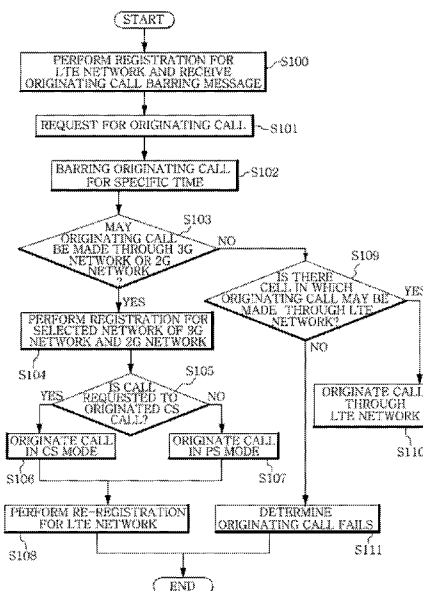 START
PERFORM REGISTRATION FOR
LTE NETWORK AND RECEIVE
ORIGINATING CALL BARRING MESSAGE
S100
REQUEST FOR ORIGINATING CALL
S101
BARRING ORIGINATING CALL
FOR SPECIFIC TIME
S102
MAY
ORIGINATING CALL
BE MADE THROUGH 3G
NETWORK OR 2G
NETWORK
?
S103
NO
YES
IS THERE
CELL IN WHICH
ORIGINATING CALL MAY BE
MADE THROUGH LTE
NETWORK?
S109
YES
NO
PERFORM REGISTRATION FOR
SELECTED NETWORK OF 3G
NETWORK AND 2G NETWORK
S104
IS CALL
REQUESTED TO
ORIGINATED CS
CALL?
S105
YES
NO
ORIGINATE CALL
THROUGH
LTE NETWORK
S110
ORIGINATE CALL
IN CS MODE
S106
ORIGINATE CALL
IN PS MODE
S107
PERFORM RE-REGISTRATION
FOR LTE NETWORK
S108
DETERMINE
ORIGINATING CALL FAILS
S111
END